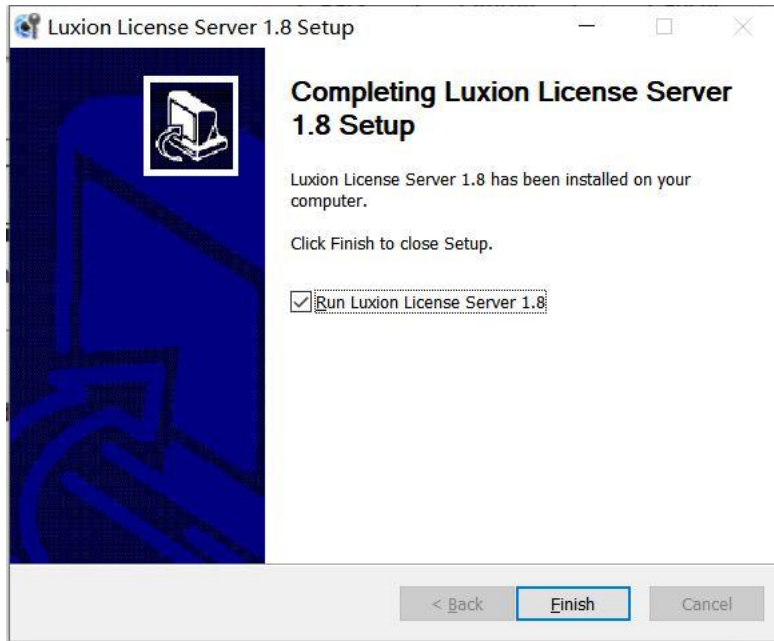 Luxion License Server 1.8 Setup
Completing Luxion License Server
1.8 Setup
Luxion License Server 1.8 has been installed on your
computer.
Click Finish to close Setup.
Run Luxion License Server 1.8
< Back
Finish
Cancel